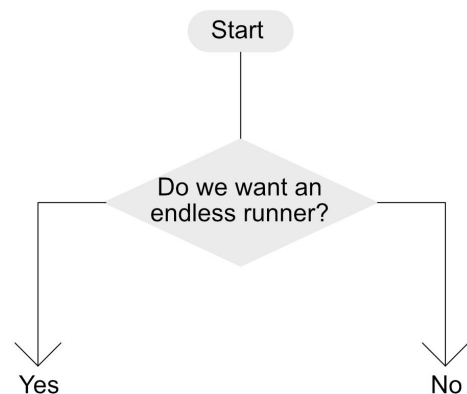 Start
Do we want an
endless runner?
Yes
No